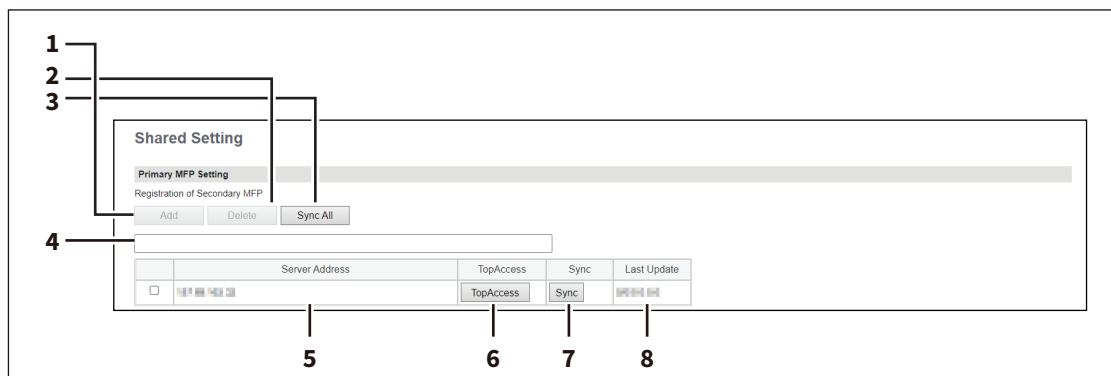 1
2
3
Shared Setting
Primary MFP Setting
Registration of Secondary MFP
Add Delete Sync All
4
Server Address TopAccess Sync Last Update
TopAccess Sync
5 6 7 8